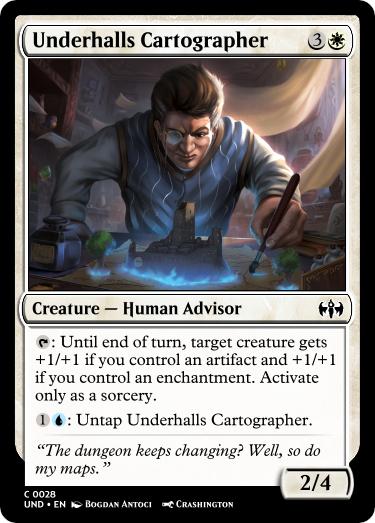 Underhalls Cartographer 3
Creature — Human Advisor
: Until end of turn, target creature gets
+1/+1 if you control an artifact and +1/+1
if you control an enchantment. Activate
only as a sorcery.
1 : Untap Underhalls Cartographer.
“The dungeon keeps changing? Well, so do
my maps.”
2/4
C 0028
UND • EN Bogdan Antoci Crashington